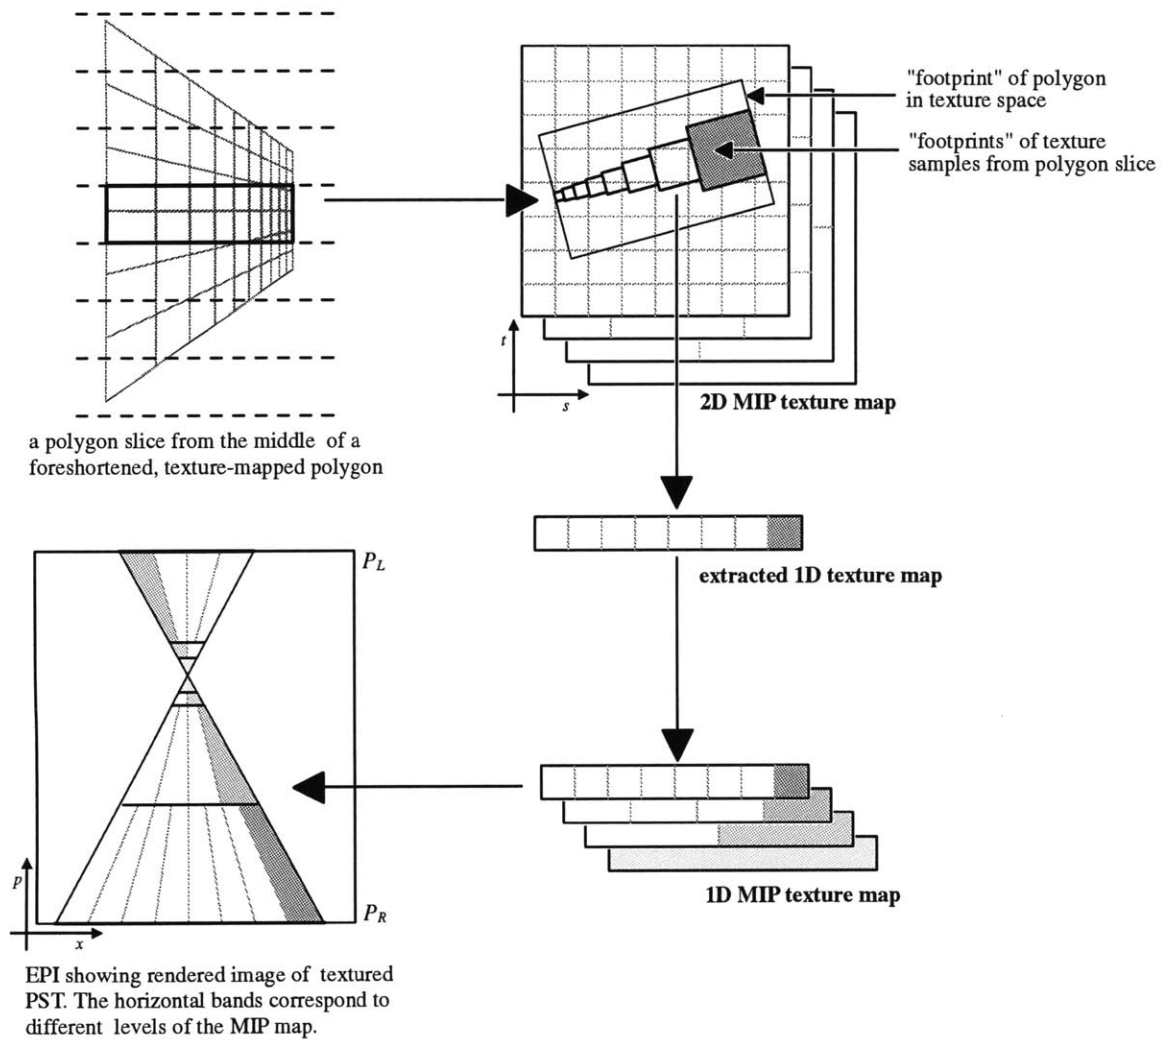 "footprint" of polygon
in texture space
"footprints" of texture
samples from polygon slice
t
s
2D MIP texture map
a polygon slice from the middle of a
foreshortened, texture-mapped polygon
extracted 1D texture map
P_L
P_R
p
x
1D MIP texture map
EPI showing rendered image of textured
PST. The horizontal bands correspond to
different levels of the MIP map.